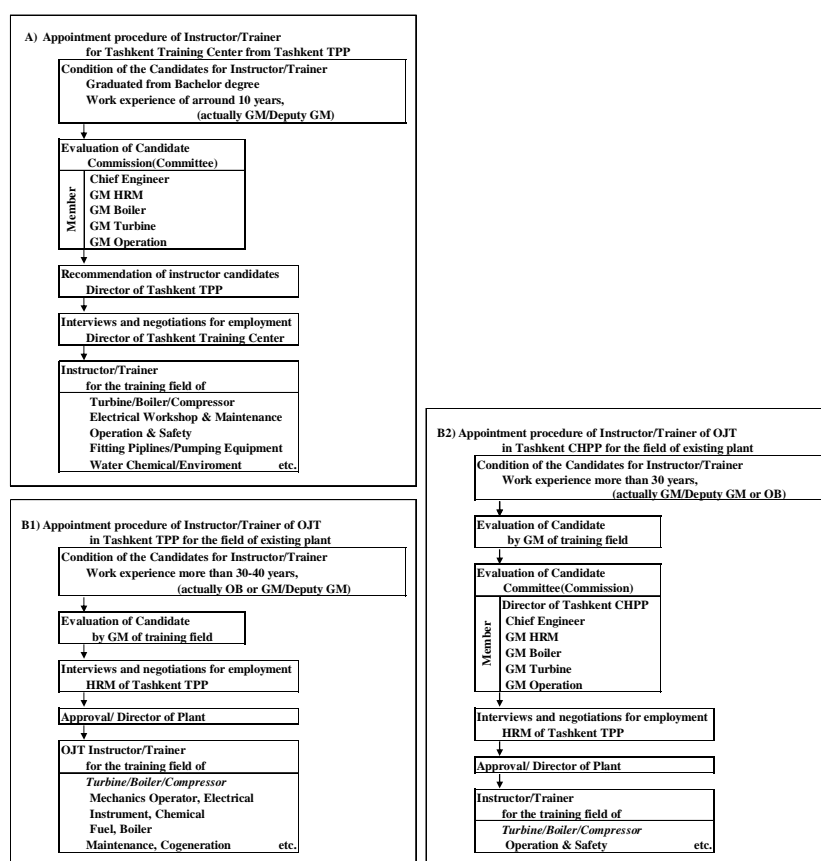 A) Appointment procedure of Instructor/Trainer
for Tashkent Training Center from Tashkent TPP
Condition of the Candidates for Instructor/Trainer
Graduated from Bachelor degree
Work experience of arround 10 years,
(actually GM/Deputy GM)
Evaluation of Candidate
Commission(Committee)
Member
Chief Engineer
GM HRM
GM Boiler
GM Turbine
GM Operation
Recommendation of instructor candidates
Director of Tashkent TPP
Interviews and negotiations for employment
Director of Tashkent Training Center
Instructor/Trainer
for the training field of
Turbine/Boiler/Compressor
Electrical Workshop & Maintenance
Operation & Safety
Fitting Piplines/Pumping Equipment
Water Chemical/Enviroment etc.
B1) Appointment procedure of Instructor/Trainer of OJT
in Tashkent TPP for the field of existing plant
Condition of the Candidates for Instructor/Trainer
Work experience more than 30-40 years,
(actually OB or GM/Deputy GM)
Evaluation of Candidate
by GM of training field
Interviews and negotiations for employment
HRM of Tashkent TPP
Approval/ Director of Plant
OJT Instructor/Trainer
for the training field of
Turbine/Boiler/Compressor
Mechanics Operator, Electrical
Instrument, Chemical
Fuel, Boiler
Maintenance, Cogeneration etc.
B2) Appointment procedure of Instructor/Trainer of OJT
in Tashkent CHPP for the field of existing plant
Condition of the Candidates for Instructor/Trainer
Work experience more than 30 years,
(actually GM/Deputy GM or OB)
Evaluation of Candidate
by GM of training field
Evaluation of Candidate
Committee(Commission)
Member
Director of Tashkent CHPP
Chief Engineer
GM HRM
GM Boiler
GM Turbine
GM Operation
Interviews and negotiations for employment
HRM of Tashkent TPP
Approval/ Director of Plant
Instructor/Trainer
for the training field of
Turbine/Boiler/Compressor
Operation & Safety etc.